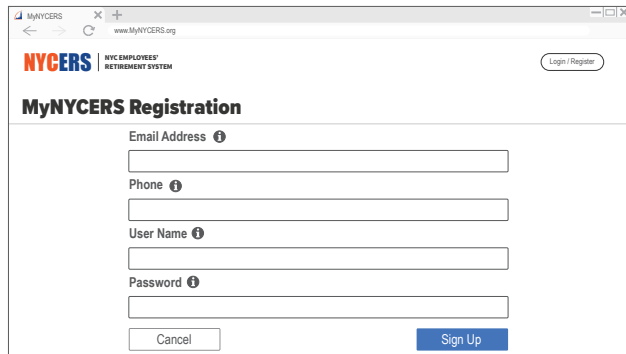 MyNYCERS
www.MyNYCERS.org
NYCERS NYC EMPLOYEES'
RETIREMENT SYSTEM
Login / Register
MyNYCERS Registration
Email Address
Phone
User Name
Password
Cancel Sign Up